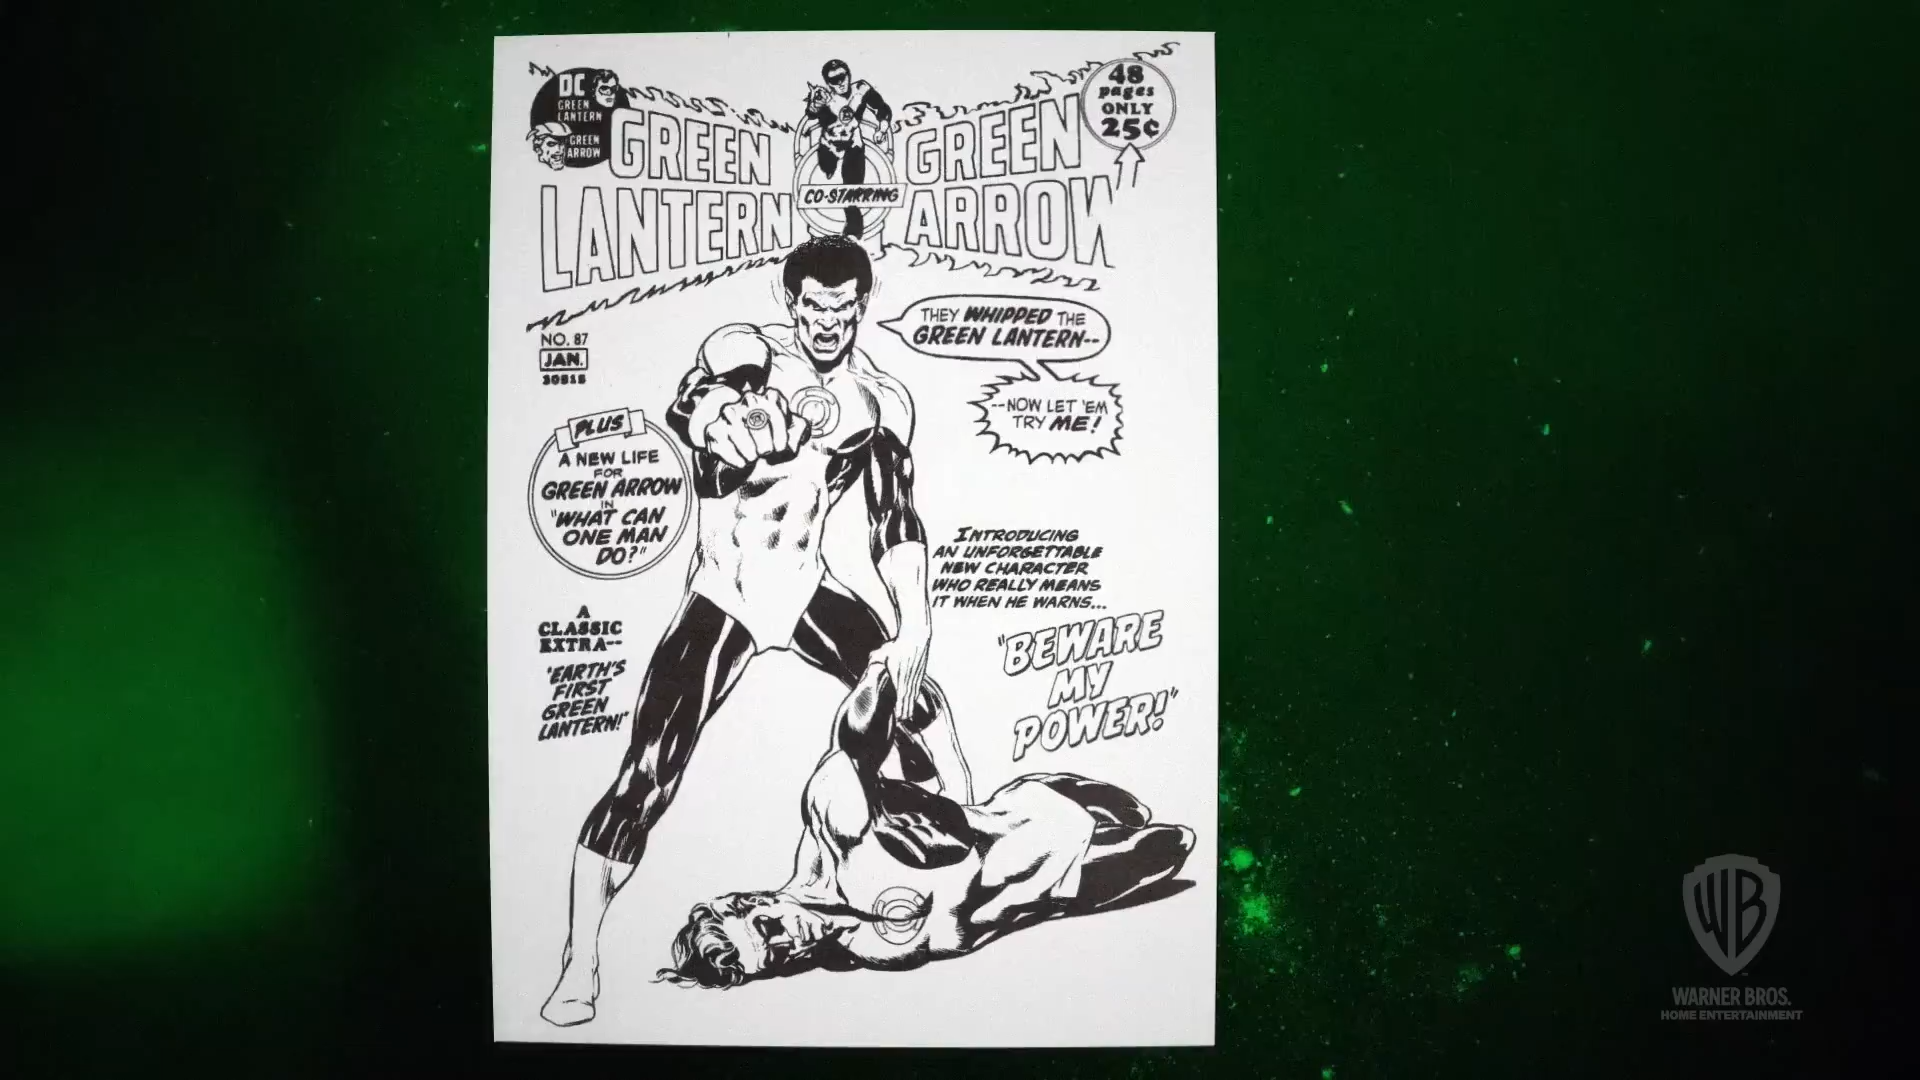 DC
GREEN
LANTERN
GREEN
ARROW
GREEN
LANTERN
CO-STARRING
GREEN
ARROW
48
pages
ONLY
25¢
NO. 87
JAN.
30818
THEY WHIPPED THE
GREEN LANTERN--
--NOW LET 'EM
TRY ME!
PLUS
A NEW LIFE
FOR
GREEN ARROW
IN
"WHAT CAN
ONE MAN
DO?"
INTRODUCING
AN UNFORGETTABLE
NEW CHARACTER
WHO REALLY MEANS
IT WHEN HE WARNS...
"BEWARE
MY
POWER!"
A
CLASSIC
EXTRA--
'EARTH'S
FIRST
GREEN
LANTERN!'
WB
WARNER BROS.
HOME ENTERTAINMENT